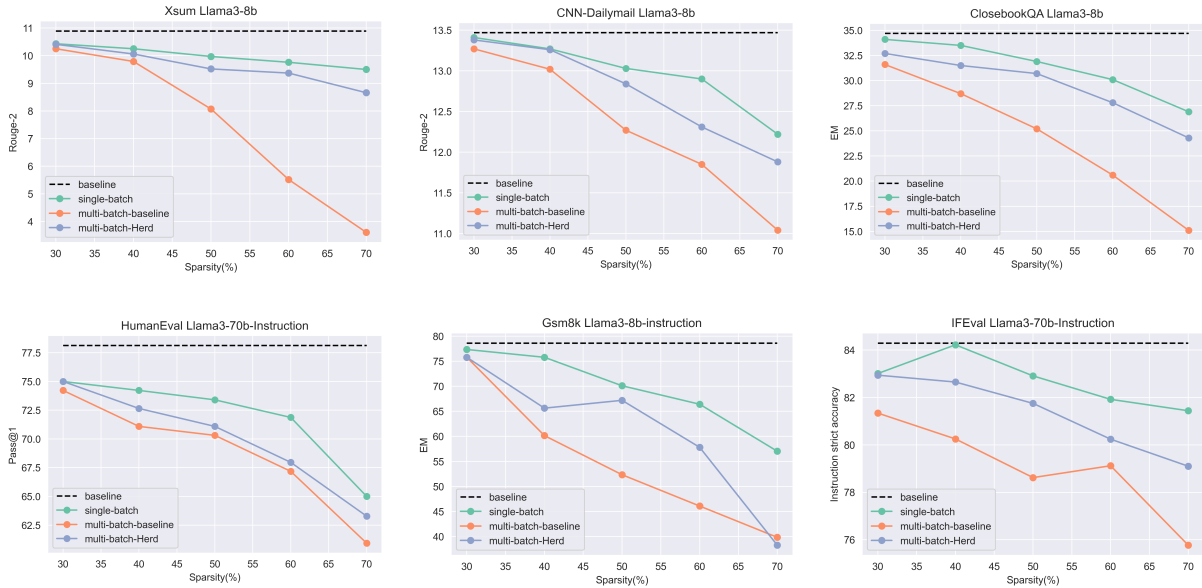 Xsum Llama3-8b
11
10
9
8
7
6
5
4
Rouge-2
baseline
single-batch
multi-batch-baseline
multi-batch-Herd
30 35 40 45 50 55 60 65 70
Sparsity(%)
CNN-Dailymail Llama3-8b
13.5
13.0
12.5
12.0
11.5
11.0
Rouge-2
baseline
single-batch
multi-batch-baseline
multi-batch-Herd
30 35 40 45 50 55 60 65 70
Sparsity(%)
ClosebookQA Llama3-8b
35.0
32.5
30.0
27.5
25.0
22.5
20.0
17.5
15.0
EM
baseline
single-batch
multi-batch-baseline
multi-batch-Herd
30 35 40 45 50 55 60 65 70
Sparsity(%)
HumanEval Llama3-70b-Instruction
77.5
75.0
72.5
70.0
67.5
65.0
62.5
Pass@1
baseline
single-batch
multi-batch-baseline
multi-batch-Herd
30 35 40 45 50 55 60 65 70
Sparsity(%)
Gsm8k Llama3-8b-instruction
80
75
70
65
60
55
50
45
40
EM
baseline
single-batch
multi-batch-baseline
multi-batch-Herd
30 35 40 45 50 55 60 65 70
Sparsity(%)
IFEval Llama3-70b-Instruction
84
82
80
78
76
Instruction strict accuracy
baseline
single-batch
multi-batch-baseline
multi-batch-Herd
30 35 40 45 50 55 60 65 70
Sparsity(%)